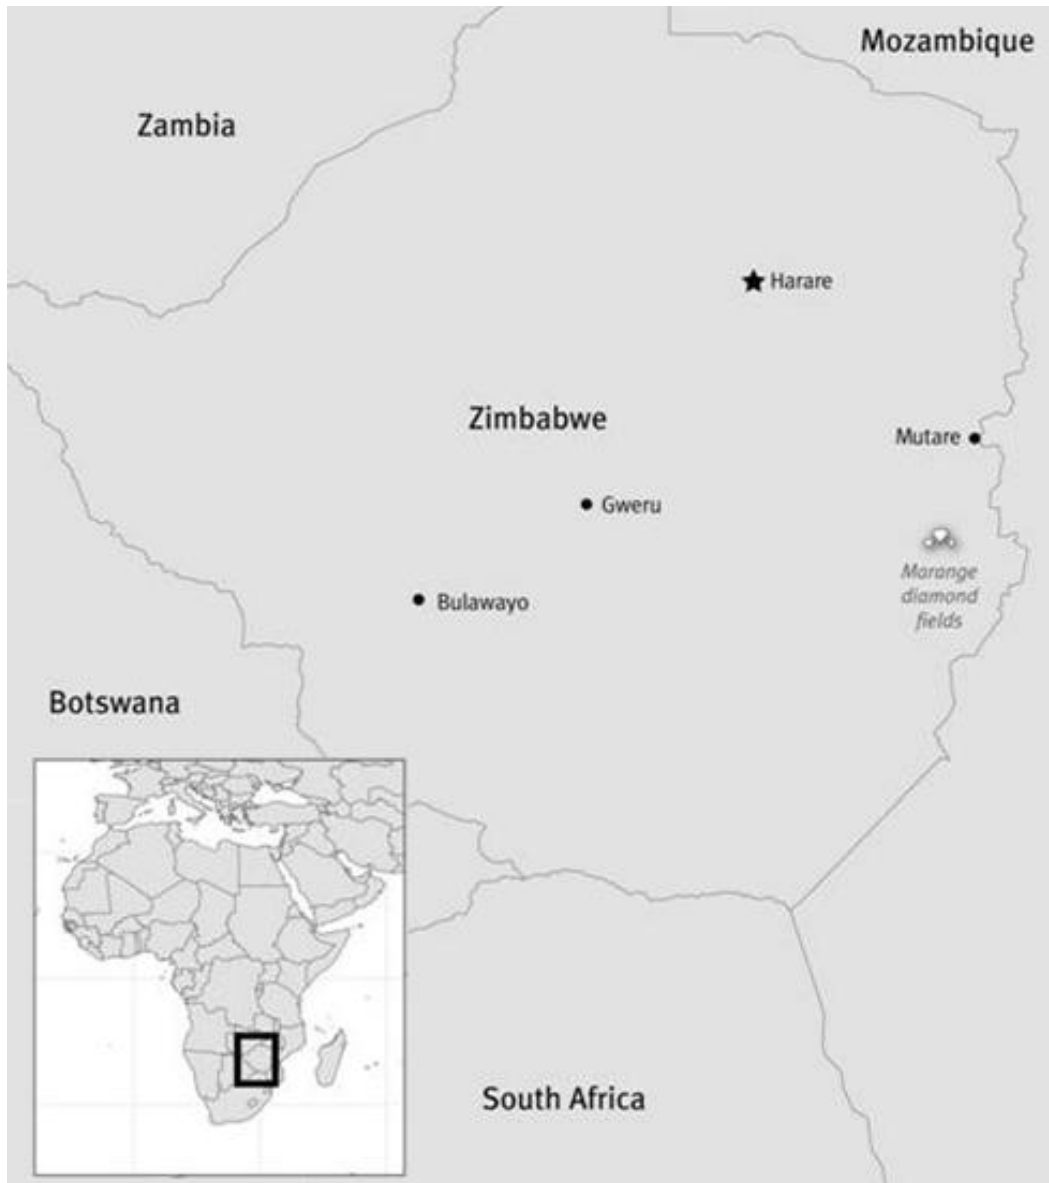 Mozambique
Zambia
Harare
Zimbabwe
Mutare
Gweru
Marange
diamond
fields
Bulawayo
Botswana
South Africa